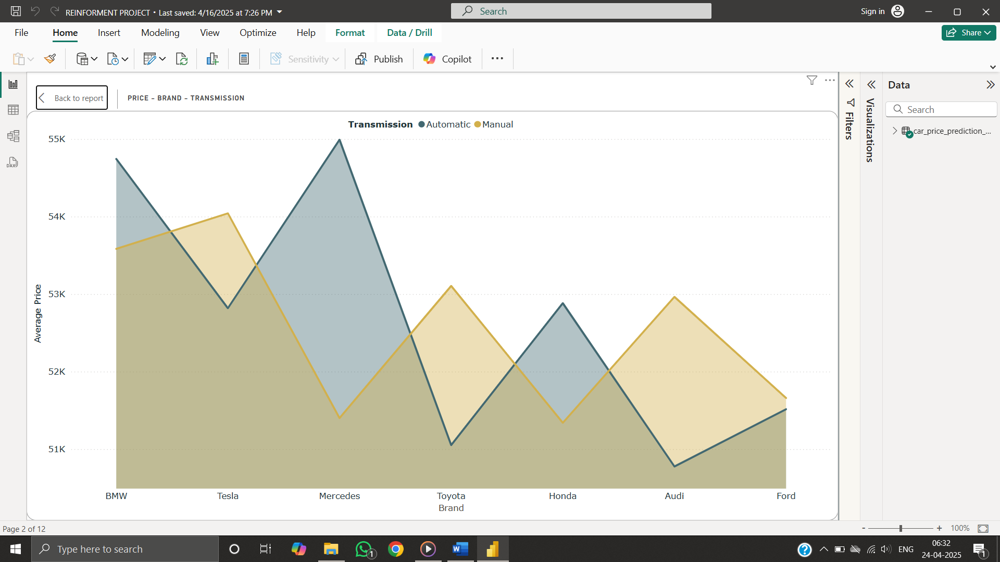 REINFORMENT PROJECT • Last saved: 4/16/2025 at 7:26 PM
Search
Sign in
File
Home
Insert
Modeling
View
Optimize
Help
Format
Data / Drill
Share
Sensitivity
Publish
Copilot
Back to report
PRICE – BRAND – TRANSMISSION
Transmission Automatic Manual
55K
54K
53K
52K
51K
Average Price
BMW Tesla Mercedes Toyota Honda Audi Ford
Brand
Filters
Visualizations
Data
Search
car_price_prediction_...
DAX
Page 2 of 12
- + 100%
Type here to search
1
ENG
06:32
24-04-2025
1